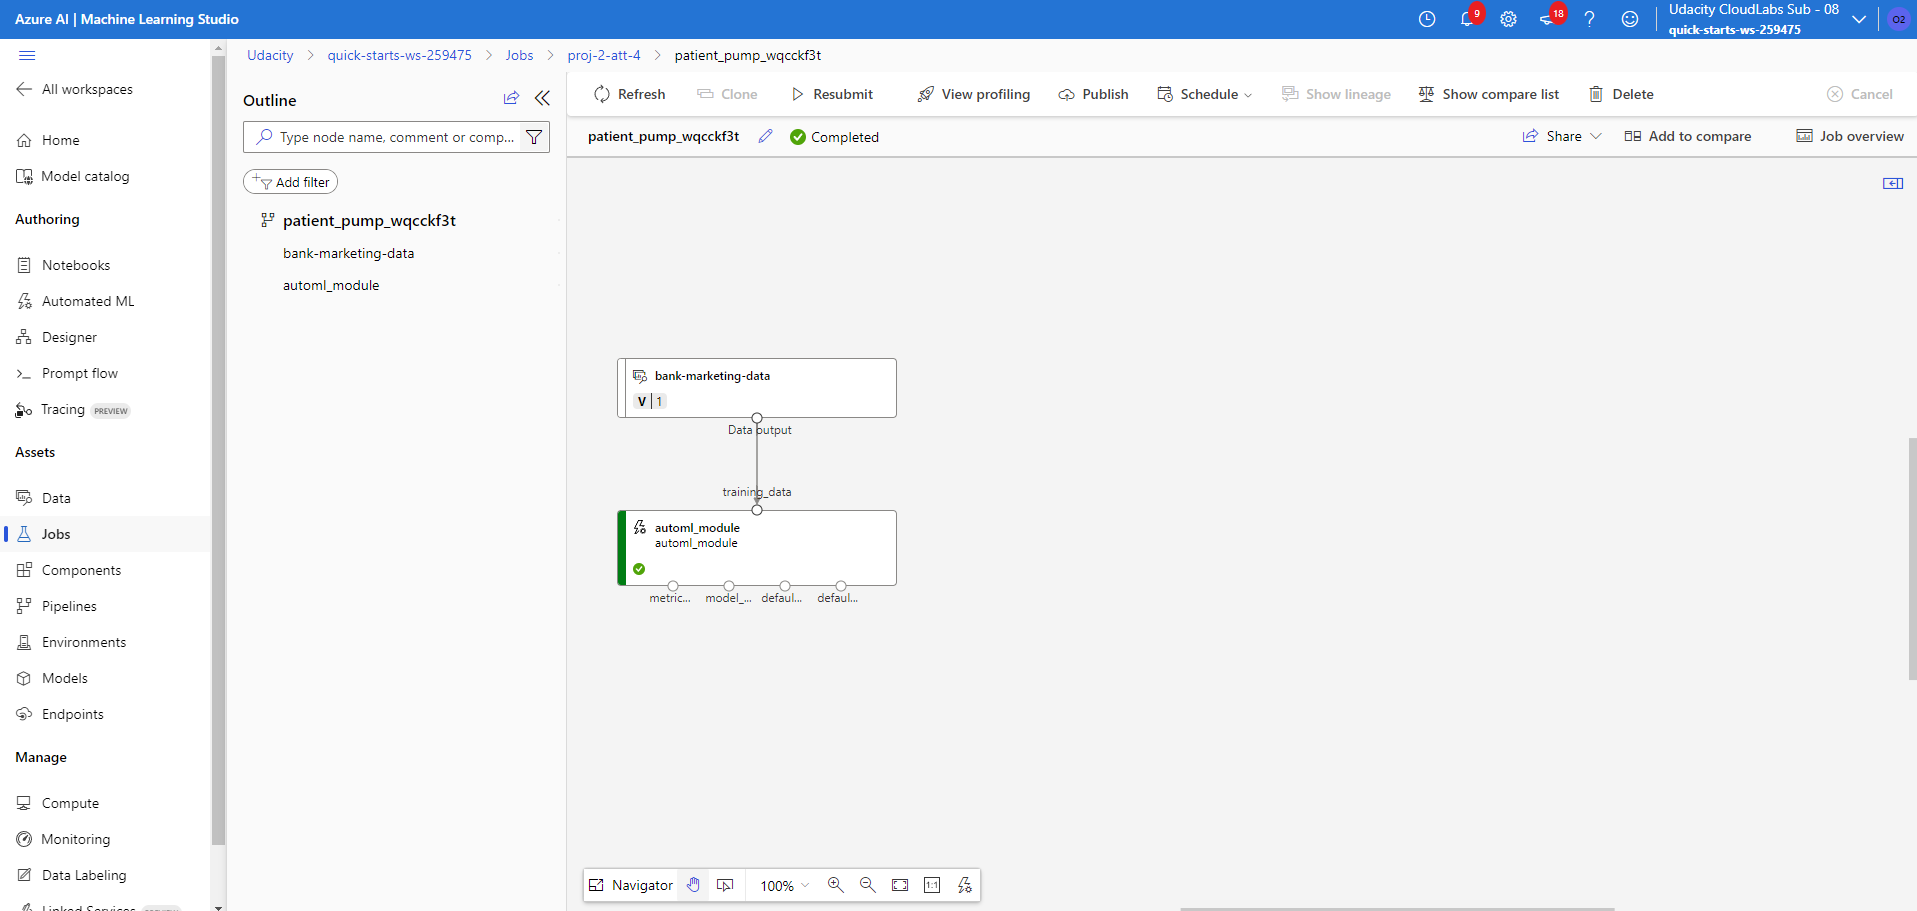 Azure AI | Machine Learning Studio
9
18
Udacity CloudLabs Sub - 08
quick-starts-ws-259475
O2
All workspaces
Home
Model catalog
Authoring
Notebooks
Automated ML
Designer
Prompt flow
Tracing PREVIEW
Assets
Data
Jobs
Components
Pipelines
Environments
Models
Endpoints
Manage
Compute
Monitoring
Data Labeling
Linked Services PREVIEW
Udacity > quick-starts-ws-259475 > Jobs > proj-2-att-4 > patient_pump_wqcckf3t
Outline
Type node name, comment or comp...
Add filter
patient_pump_wqcckf3t
bank-marketing-data
automl_module
Refresh Clone Resubmit View profiling Publish Schedule Show lineage Show compare list Delete Cancel
patient_pump_wqcckf3t Completed Share Add to compare Job overview
bank-marketing-data
V 1
Data output
training_data
automl_module
automl_module
metric... model_... defaul... defaul...
Navigator 100% 1:1